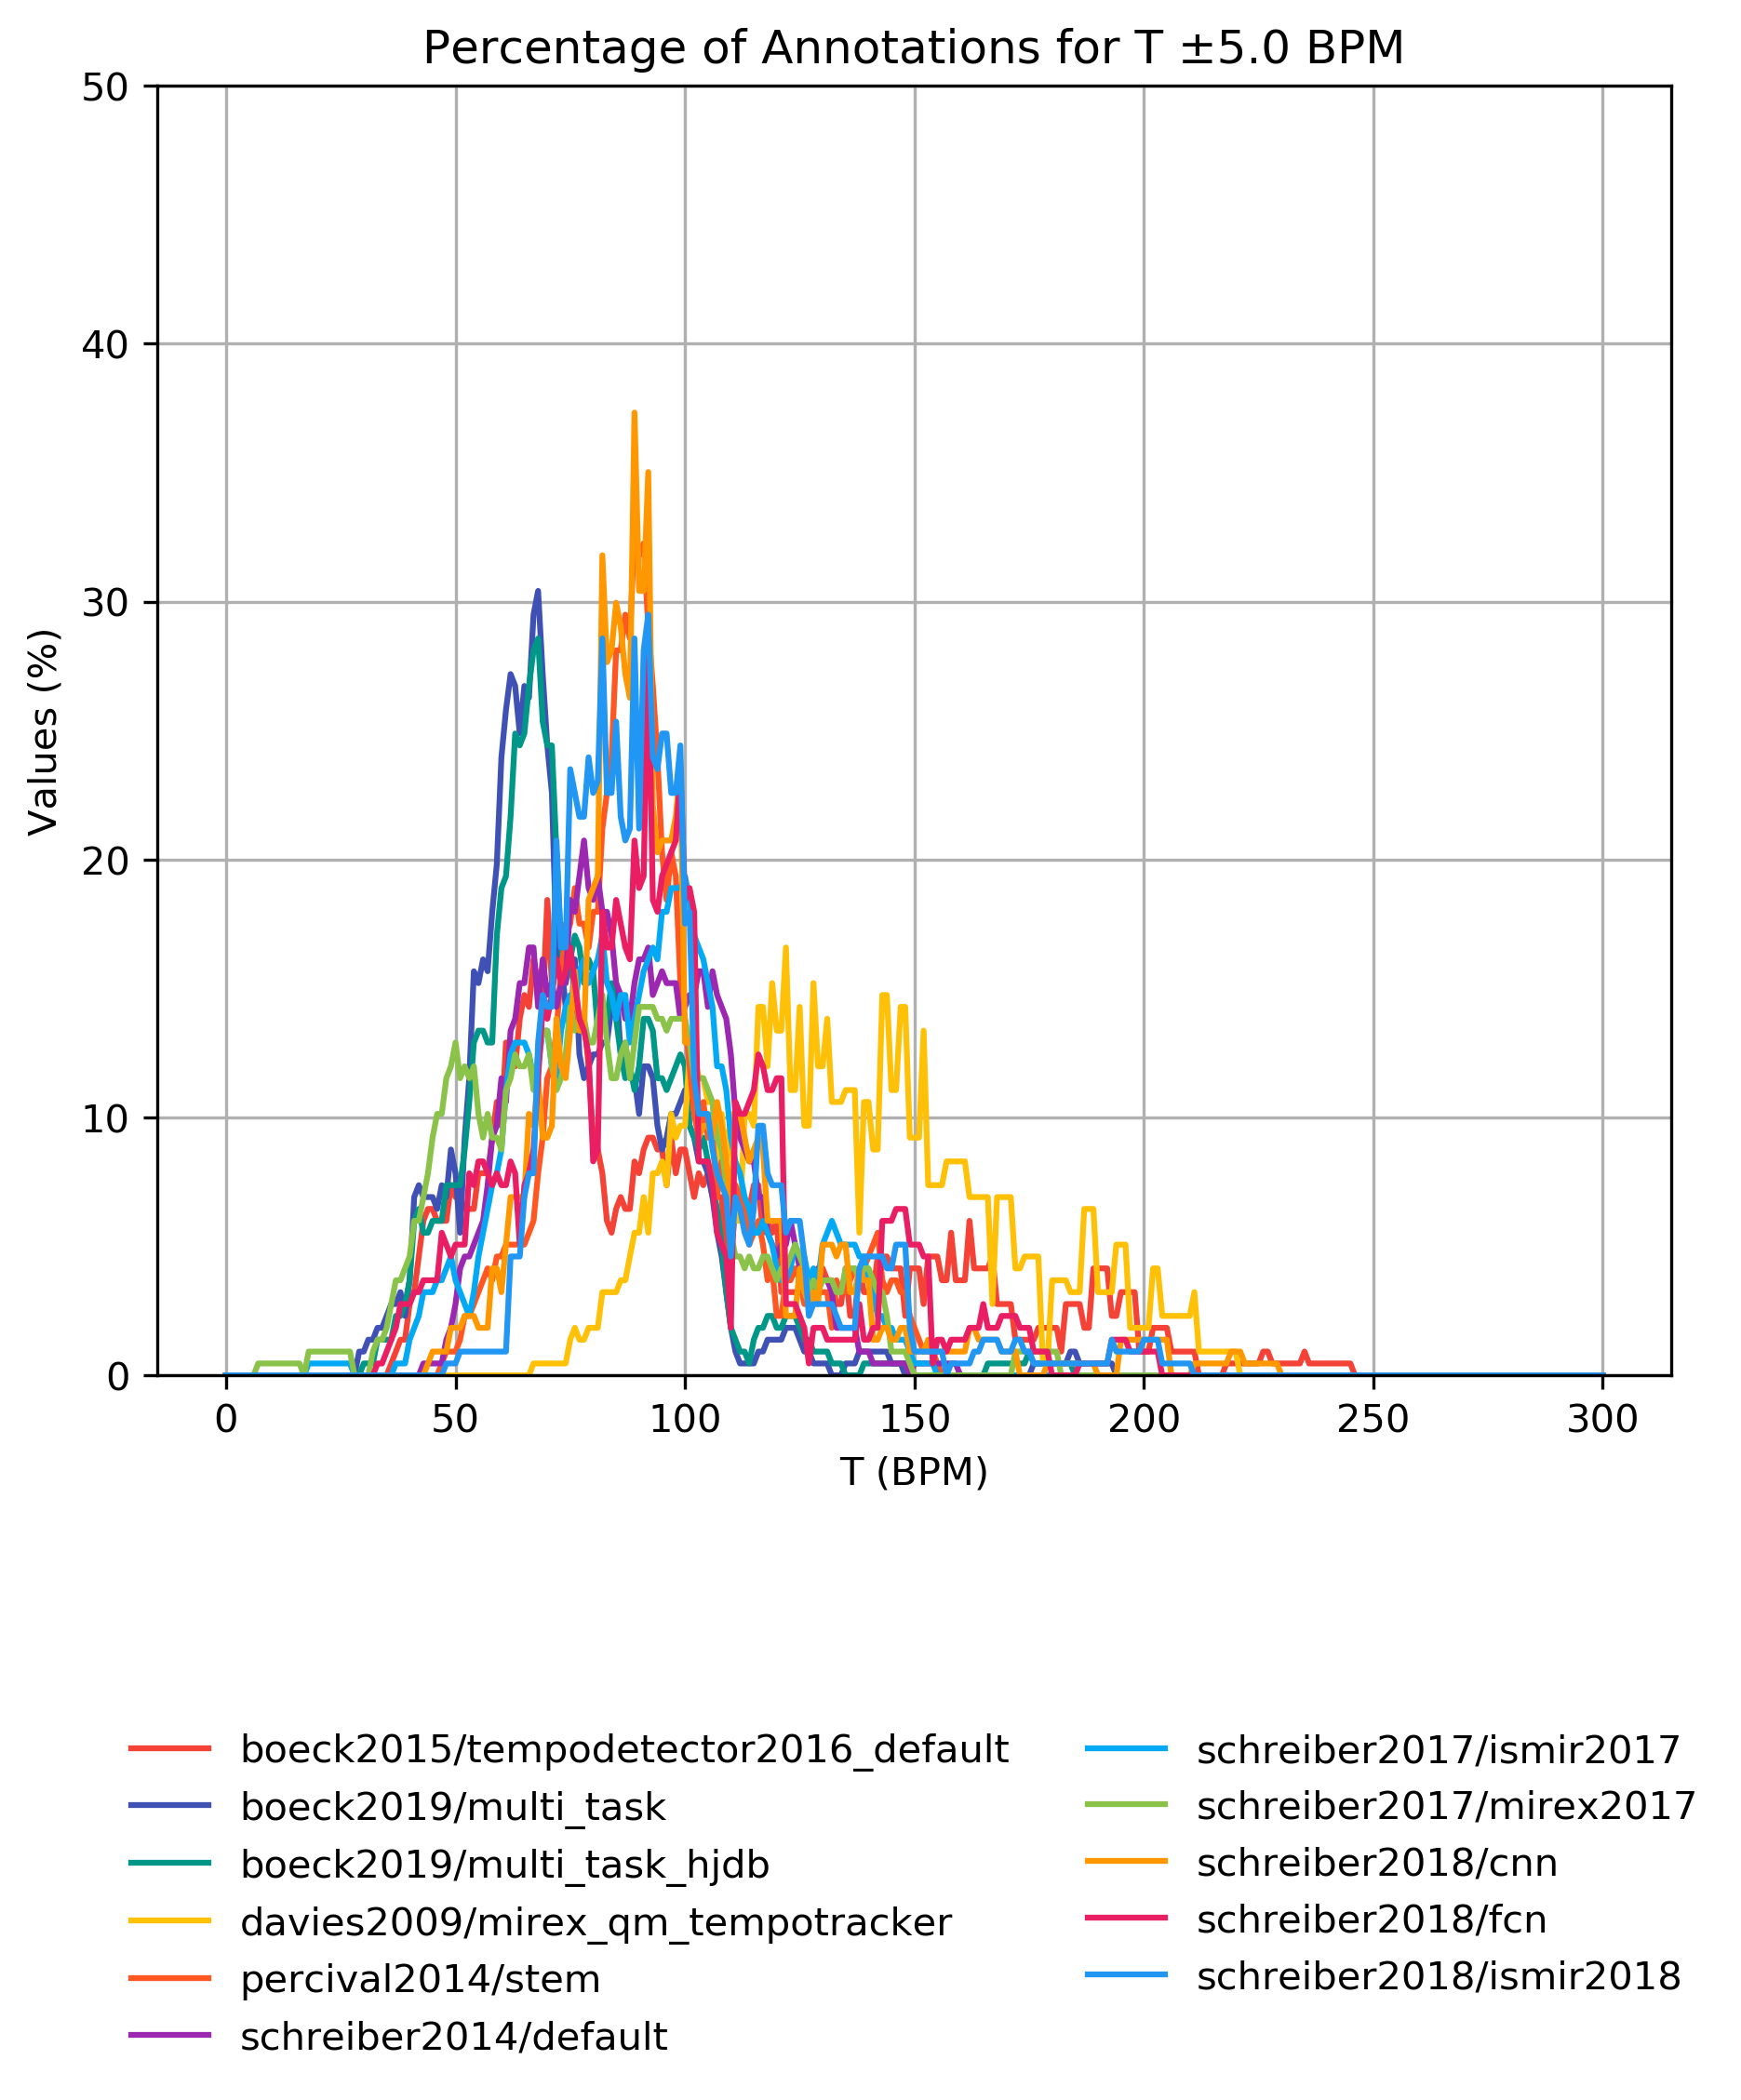 Percentage of Annotations for T ±5.0 BPM
50
40
30
20
10
0
Values (%)
0 50 100 150 200 250 300
T (BPM)
boeck2015/tempodetector2016_default
boeck2019/multi_task
boeck2019/multi_task_hjdb
davies2009/mirex_qm_tempotracker
percival2014/stem
schreiber2014/default
schreiber2017/ismir2017
schreiber2017/mirex2017
schreiber2018/cnn
schreiber2018/fcn
schreiber2018/ismir2018